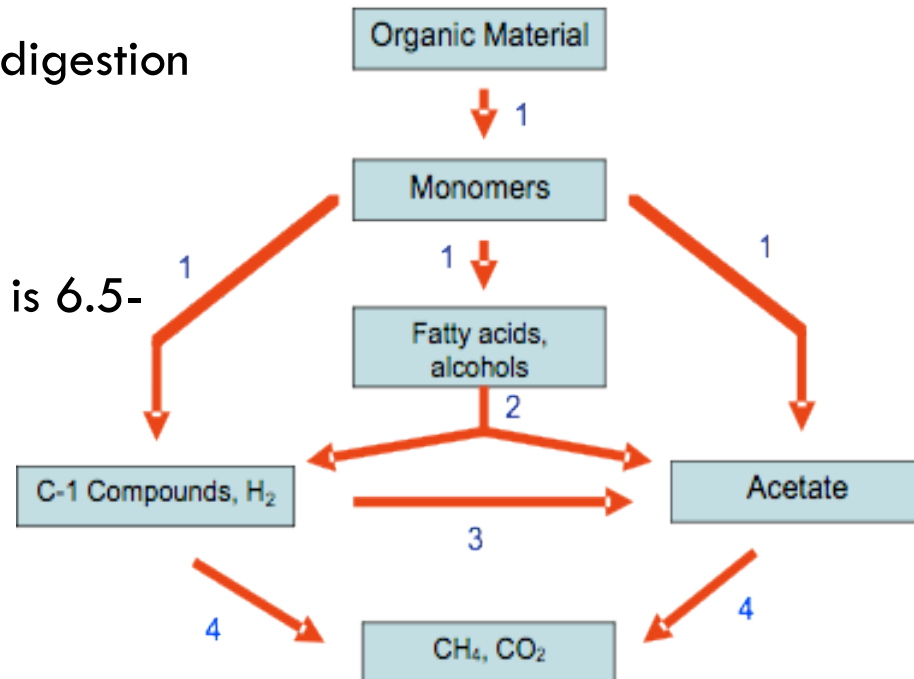 digestion
Organic Material
1
Monomers
1
1
1
is 6.5-
Fatty acids,
alcohols
2
C-1 Compounds, H₂
Acetate
3
4
4
CH₄, CO₂